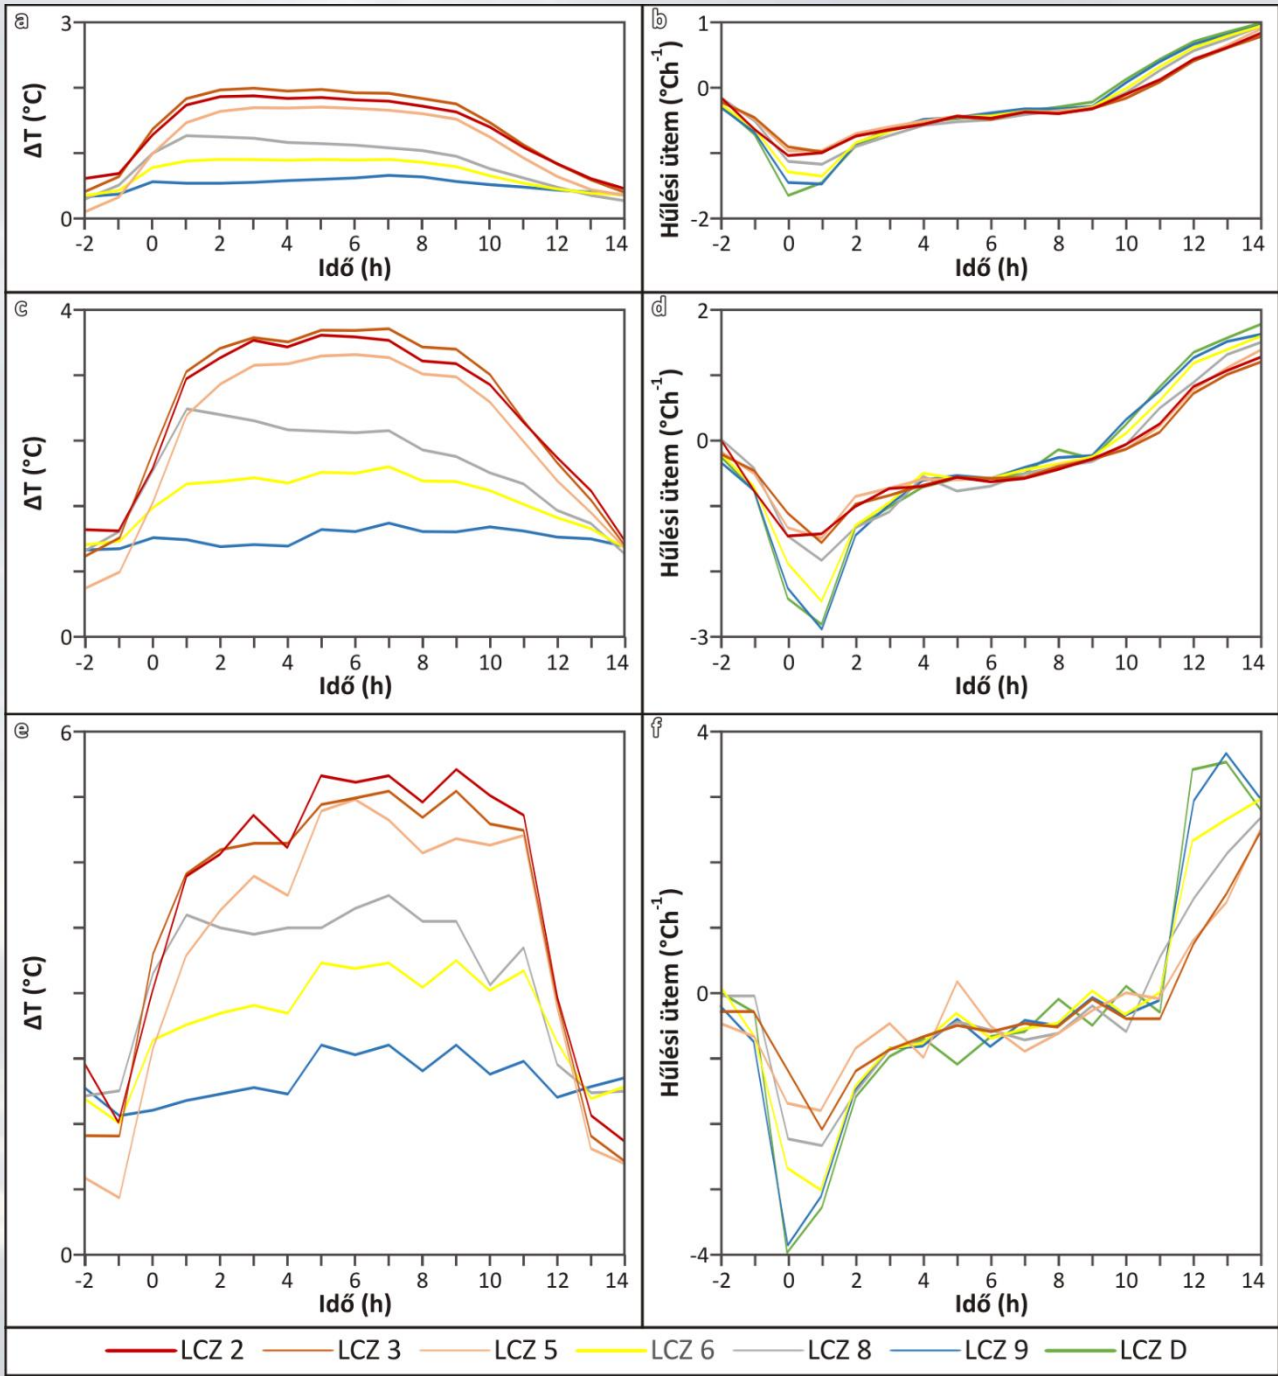 a
3
ΔT (°C)
0
-2 0 2 4 6 8 10 12 14
Idő (h)
b
1
0
-2
Hűlési ütem (°Ch⁻¹)
-2 0 2 4 6 8 10 12 14
Idő (h)
c
4
ΔT (°C)
0
-2 0 2 4 6 8 10 12 14
Idő (h)
d
2
0
-3
Hűlési ütem (°Ch⁻¹)
-2 0 2 4 6 8 10 12 14
Idő (h)
e
6
ΔT (°C)
0
-2 0 2 4 6 8 10 12 14
Idő (h)
f
4
0
-4
Hűlési ütem (°Ch⁻¹)
-2 0 2 4 6 8 10 12 14
Idő (h)
LCZ 2 LCZ 3 LCZ 5 LCZ 6 LCZ 8 LCZ 9 LCZ D